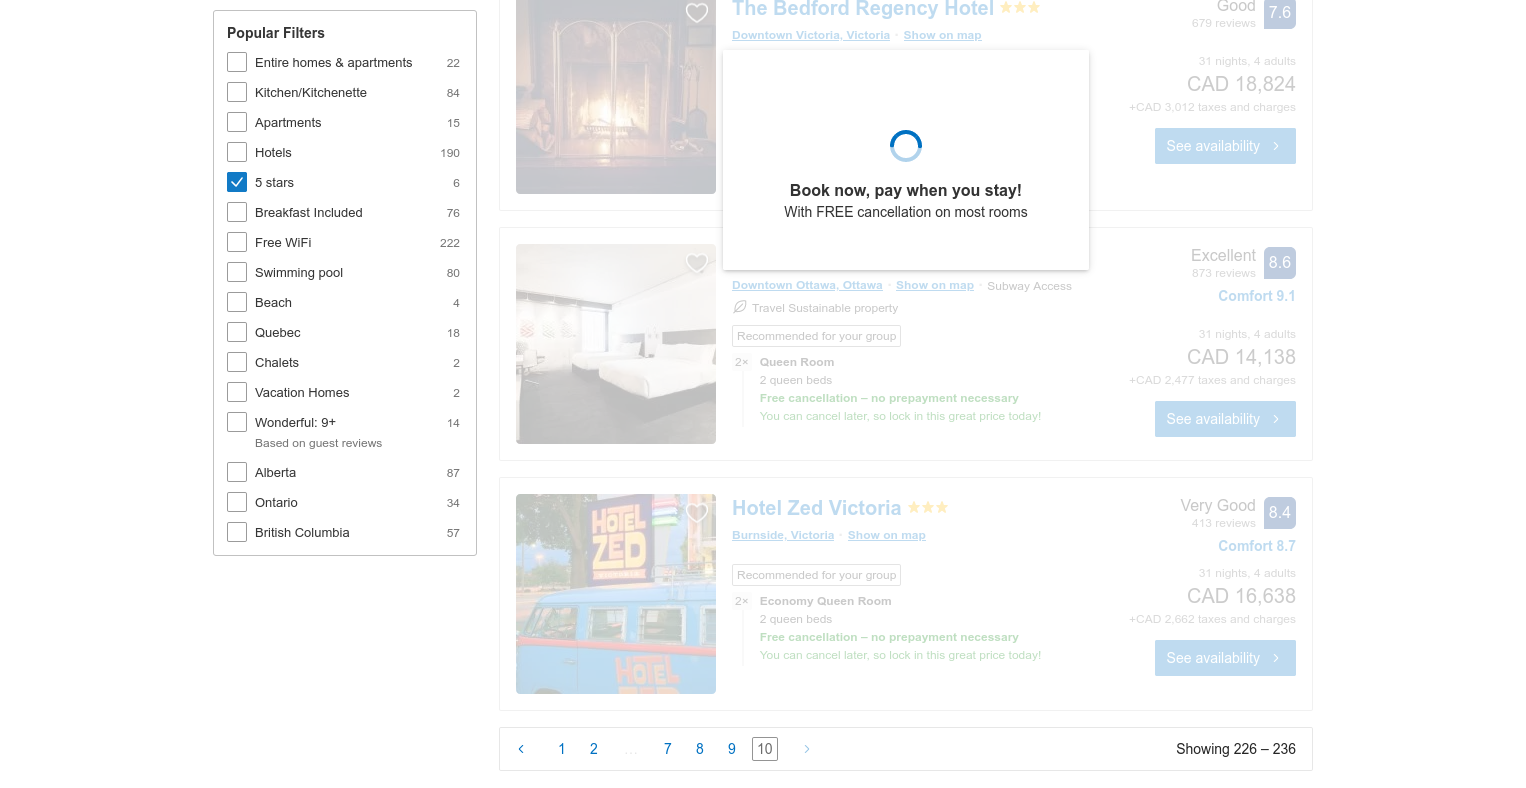 Popular Filters
Entire homes & apartments 22
Kitchen/Kitchenette 84
Apartments 15
Hotels 190
5 stars 6
Breakfast Included 76
Free WiFi 222
Swimming pool 80
Beach 4
Quebec 18
Chalets 2
Vacation Homes 2
Wonderful: 9+ 14
Based on guest reviews
Alberta 87
Ontario 34
British Columbia 57
The Bedford Regency Hotel
Downtown Victoria, Victoria · Show on map
Good 7.6
679 reviews
31 nights, 4 adults
CAD 18,824
+CAD 3,012 taxes and charges
See availability
Book now, pay when you stay!
With FREE cancellation on most rooms
Downtown Ottawa, Ottawa · Show on map · Subway Access
Travel Sustainable property
Recommended for your group
2× Queen Room
2 queen beds
Free cancellation – no prepayment necessary
You can cancel later, so lock in this great price today!
Excellent 8.6
873 reviews
Comfort 9.1
31 nights, 4 adults
CAD 14,138
+CAD 2,477 taxes and charges
See availability
HOTEL
ZED
HOTEL
ZED
Hotel Zed Victoria
Burnside, Victoria · Show on map
Recommended for your group
2× Economy Queen Room
2 queen beds
Free cancellation – no prepayment necessary
You can cancel later, so lock in this great price today!
Very Good 8.4
413 reviews
Comfort 8.7
31 nights, 4 adults
CAD 16,638
+CAD 2,662 taxes and charges
See availability
1 2 … 7 8 9 10
Showing 226 – 236